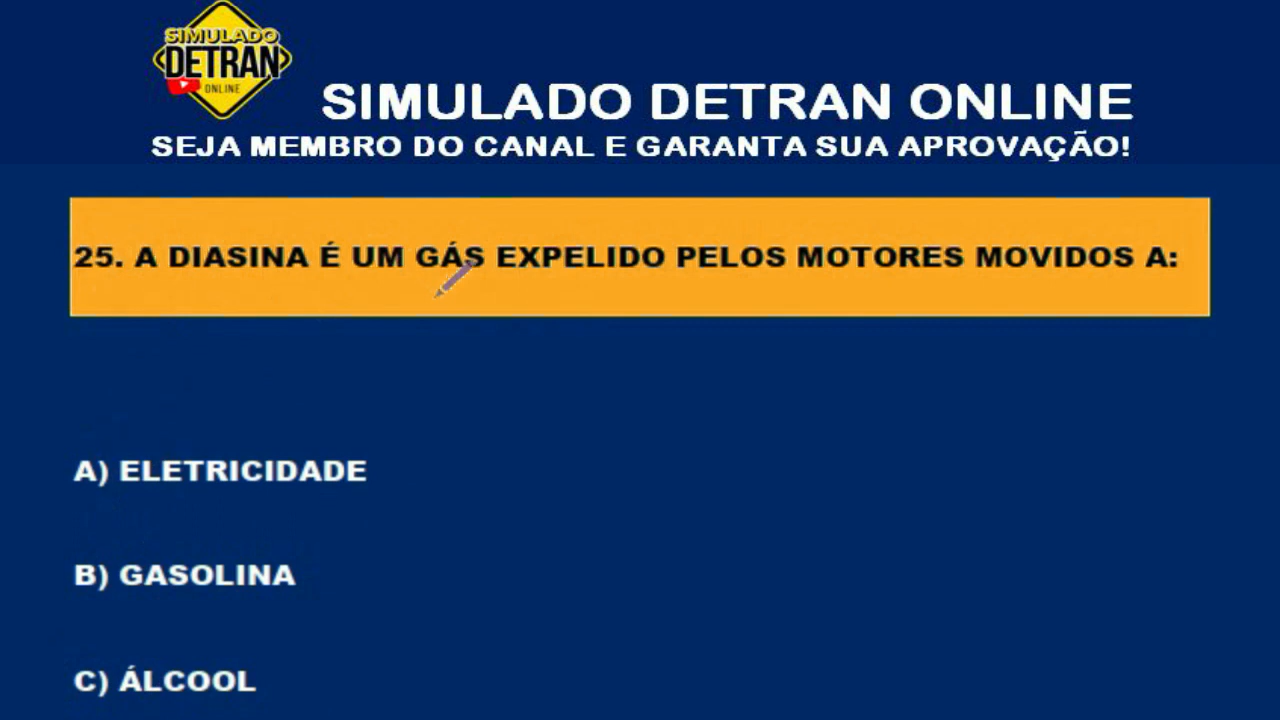 SIMULADO
DETRAN
ONLINE
SIMULADO DETRAN ONLINE
SEJA MEMBRO DO CANAL E GARANTA SUA APROVAÇÃO!
25. A DIASINA É UM GÁS EXPELIDO PELOS MOTORES MOVIDOS A:
A) ELETRICIDADE
B) GASOLINA
C) ÁLCOOL